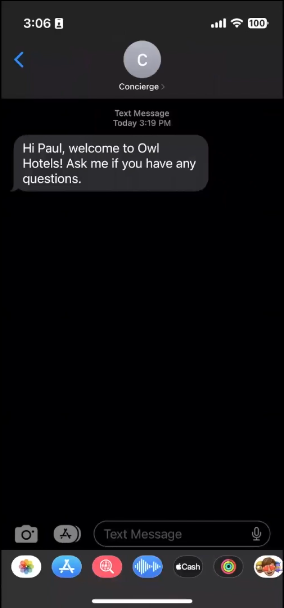 3:06
100
C
Concierge
Text Message
Today 3:19 PM
Hi Paul, welcome to Owl
Hotels! Ask me if you have any
questions.
Text Message
Cash